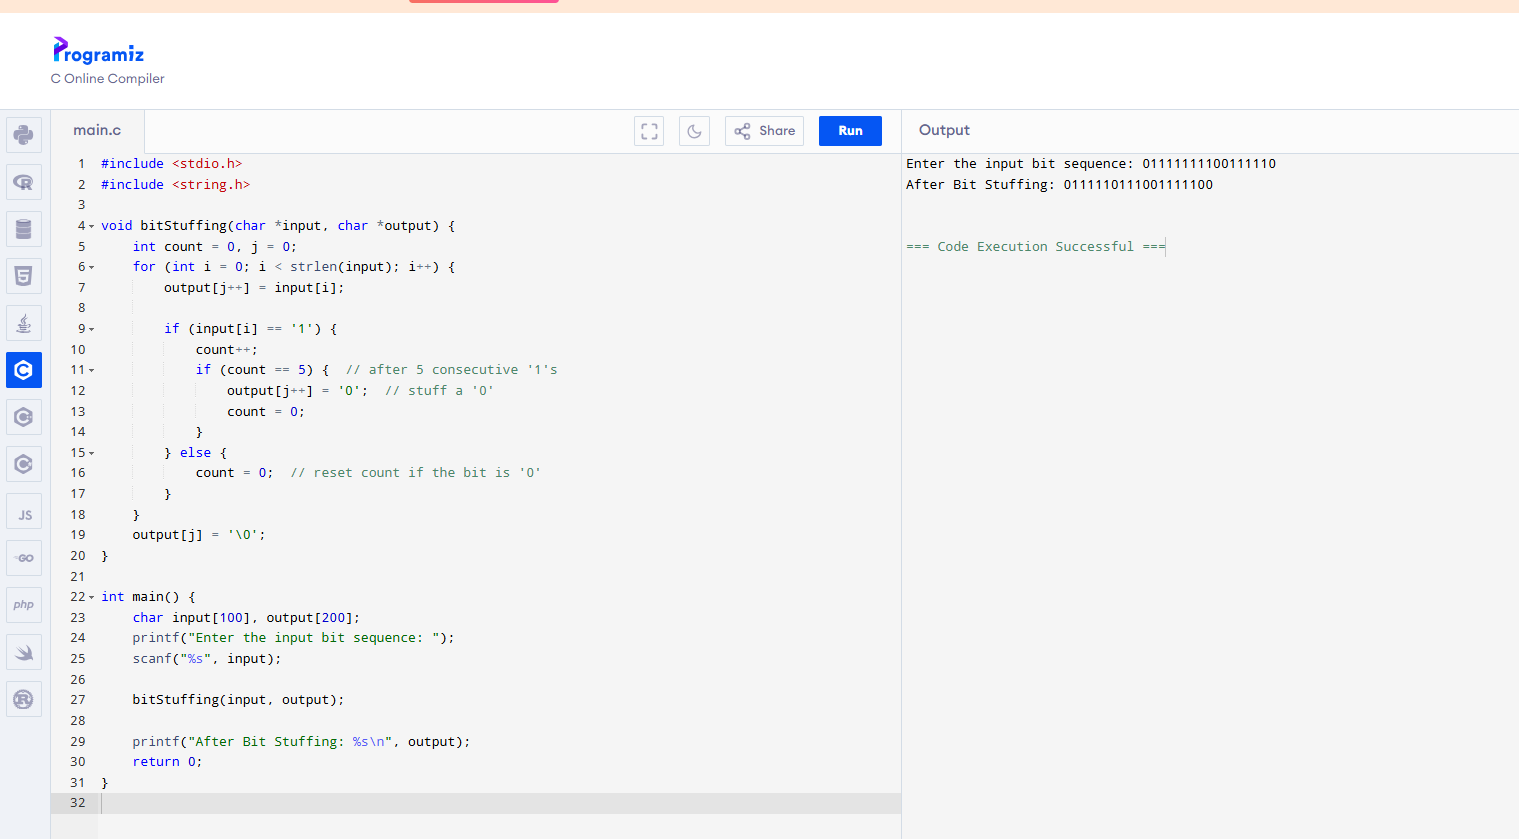 Programiz
C Online Compiler
main.c
Share
Run
Output
1 #include <stdio.h>
2 #include <string.h>
3
4 void bitStuffing(char *input, char *output) {
5 int count = 0, j = 0;
6 for (int i = 0; i < strlen(input); i++) {
7 output[j++] = input[i];
8
9 if (input[i] == '1') {
10 count++;
11 if (count == 5) { // after 5 consecutive '1's
12 output[j++] = '0'; // stuff a '0'
13 count = 0;
14 }
15 } else {
16 count = 0; // reset count if the bit is '0'
17 }
18 }
19 output[j] = '\0';
20 }
21
22 int main() {
23 char input[100], output[200];
24 printf("Enter the input bit sequence: ");
25 scanf("%s", input);
26
27 bitStuffing(input, output);
28
29 printf("After Bit Stuffing: %s\n", output);
30 return 0;
31 }
32
Enter the input bit sequence: 01111111100111110
After Bit Stuffing: 0111110111001111100
=== Code Execution Successful ===
JS
GO
php